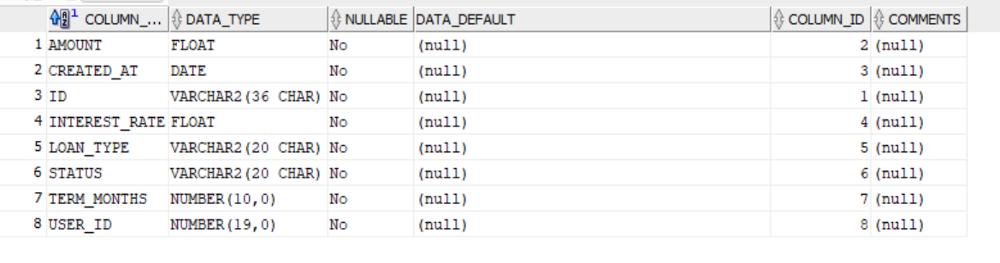 1 COLUMN_... DATA_TYPE NULLABLE DATA_DEFAULT COLUMN_ID COMMENTS
1 AMOUNT FLOAT No (null) 2 (null)
2 CREATED_AT DATE No (null) 3 (null)
3 ID VARCHAR2(36 CHAR) No (null) 1 (null)
4 INTEREST_RATE FLOAT No (null) 4 (null)
5 LOAN_TYPE VARCHAR2(20 CHAR) No (null) 5 (null)
6 STATUS VARCHAR2(20 CHAR) No (null) 6 (null)
7 TERM_MONTHS NUMBER(10,0) No (null) 7 (null)
8 USER_ID NUMBER(19,0) No (null) 8 (null)